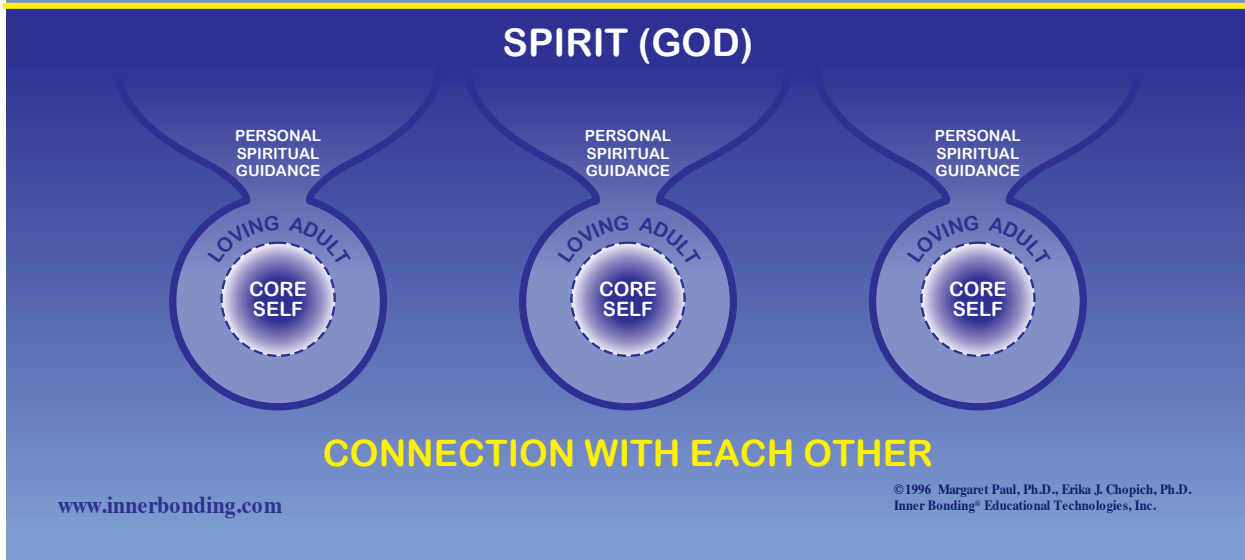 SPIRIT (GOD)
PERSONAL
SPIRITUAL
GUIDANCE
LOVING ADULT
CORE
SELF
PERSONAL
SPIRITUAL
GUIDANCE
LOVING ADULT
CORE
SELF
PERSONAL
SPIRITUAL
GUIDANCE
LOVING ADULT
CORE
SELF
CONNECTION WITH EACH OTHER
www.innerbonding.com
©1996 Margaret Paul, Ph.D., Erika J. Chopich, Ph.D.
Inner Bonding® Educational Technologies, Inc.